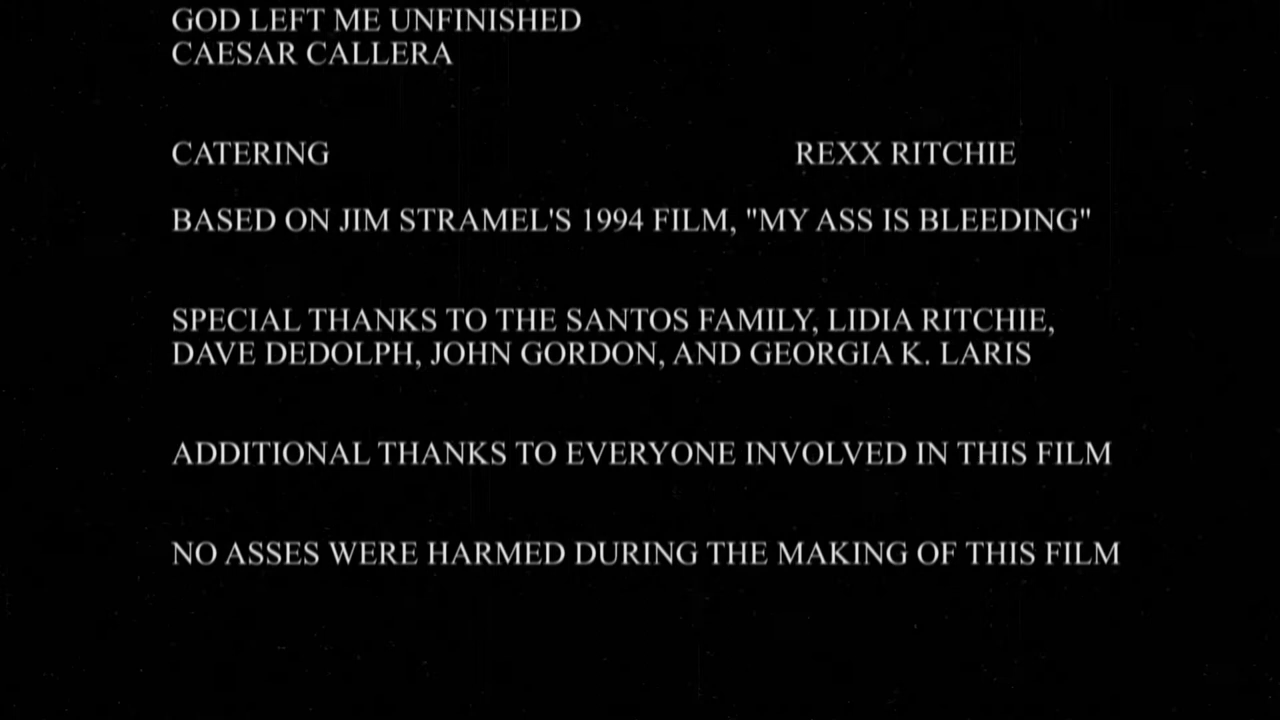 GOD LEFT ME UNFINISHED
CAESAR CALLERA
CATERING REXX RITCHIE
BASED ON JIM STRAMEL'S 1994 FILM, "MY ASS IS BLEEDING"
SPECIAL THANKS TO THE SANTOS FAMILY, LIDIA RITCHIE,
DAVE DEDOLPH, JOHN GORDON, AND GEORGIA K. LARIS
ADDITIONAL THANKS TO EVERYONE INVOLVED IN THIS FILM
NO ASSES WERE HARMED DURING THE MAKING OF THIS FILM